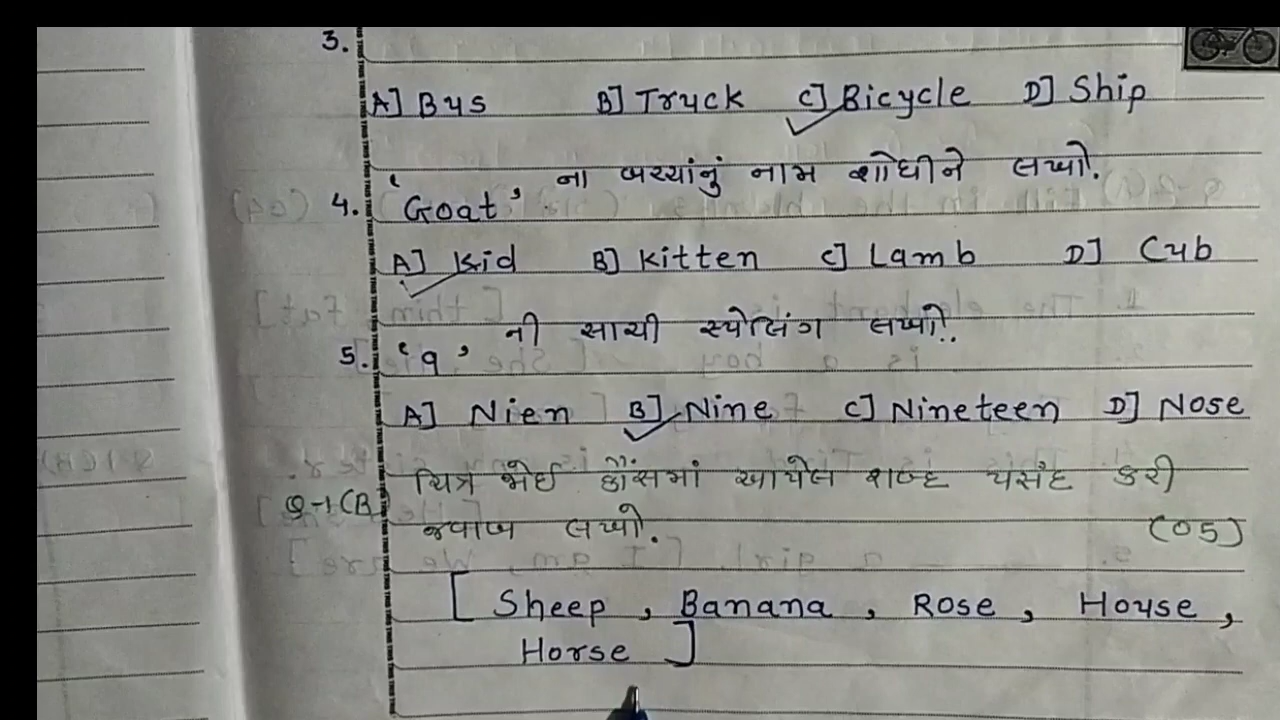 3.
A] Bus B] Truck C] Bicycle D] Ship
4. 'Goat' ના બચ્ચાંનું નામ શોધીને લખો.
A] Kid B] Kitten C] Lamb D] Cub
5. '9' ની સાચી સ્પેલિંગ લખો.
A] Nien B] Nine C] Nineteen D] Nose
Q-1(B) ચિત્ર જોઈ કૌંસમાં આપેલ શબ્દ પસંદ કરી
જવાબ લખો. (05)
[ Sheep , Banana , Rose , House ,
Horse ]